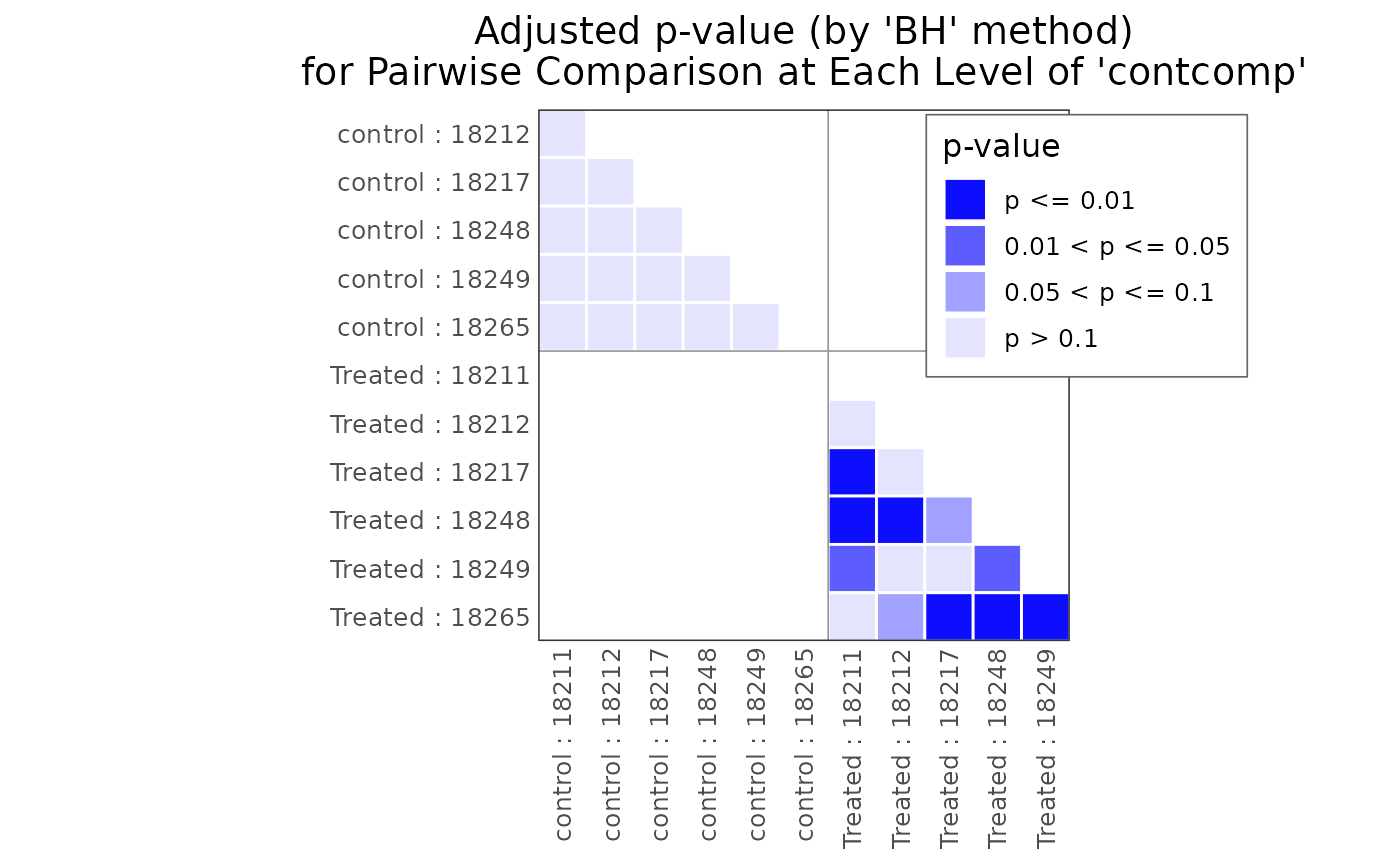 Adjusted p-value (by 'BH' method)
for Pairwise Comparison at Each Level of 'contcomp'
control : 18212
control : 18217
control : 18248
control : 18249
control : 18265
Treated : 18211
Treated : 18212
Treated : 18217
Treated : 18248
Treated : 18249
Treated : 18265
p-value
p <= 0.01
0.01 < p <= 0.05
0.05 < p <= 0.1
p > 0.1
control : 18211
control : 18212
control : 18217
control : 18248
control : 18249
control : 18265
Treated : 18211
Treated : 18212
Treated : 18217
Treated : 18248
Treated : 18249